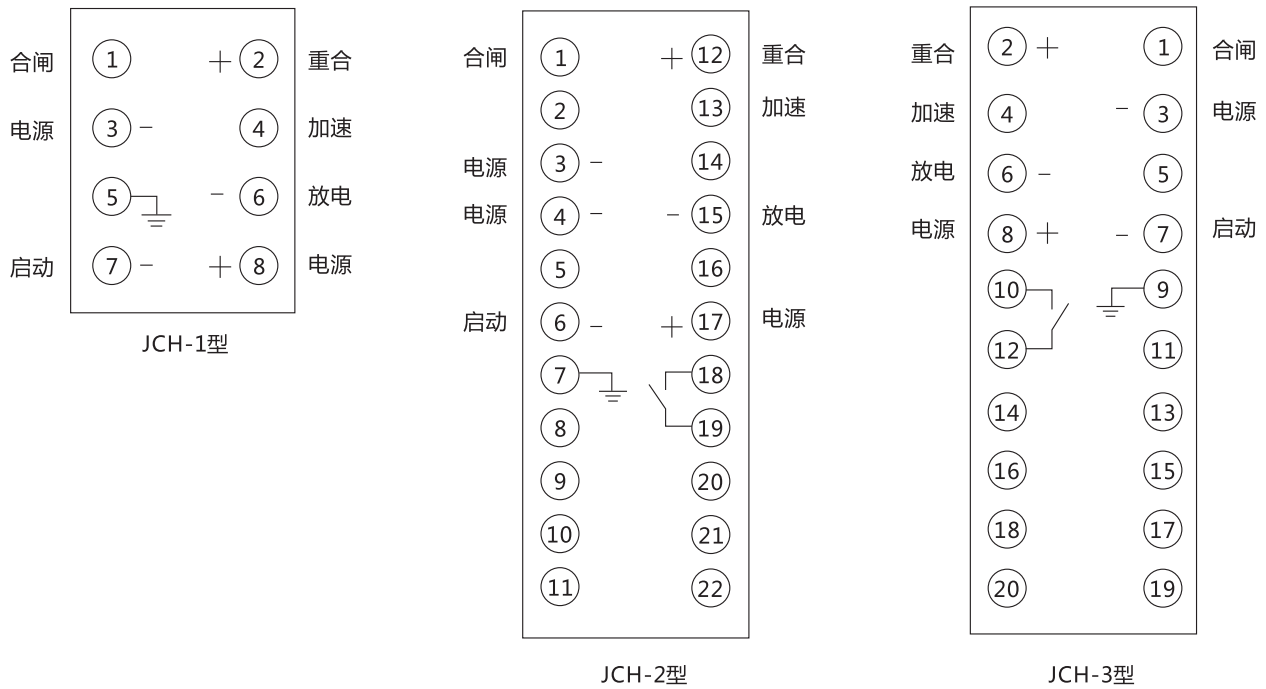 合闸 ① + ② 重合
电源 ③ - ④ 加速
⑤ - ⑥ 放电
启动 ⑦ - + ⑧ 电源
JCH-1型
合闸 ① + ⑫ 重合
② ⑬ 加速
电源 ③ - ⑭
电源 ④ - - ⑮ 放电
⑤ ⑯
启动 ⑥ - + ⑰ 电源
⑦ ⑱
⑧ ⑲
⑨ ⑳
⑩ ㉑
⑪ ㉒
JCH-2型
重合 ② + ① 合闸
加速 ④ - ③ 电源
放电 ⑥ - ⑤
电源 ⑧ + - ⑦ 启动
⑩ ⑨
⑫ ⑪
⑭ ⑬
⑯ ⑮
⑱ ⑰
⑳ ⑲
JCH-3型